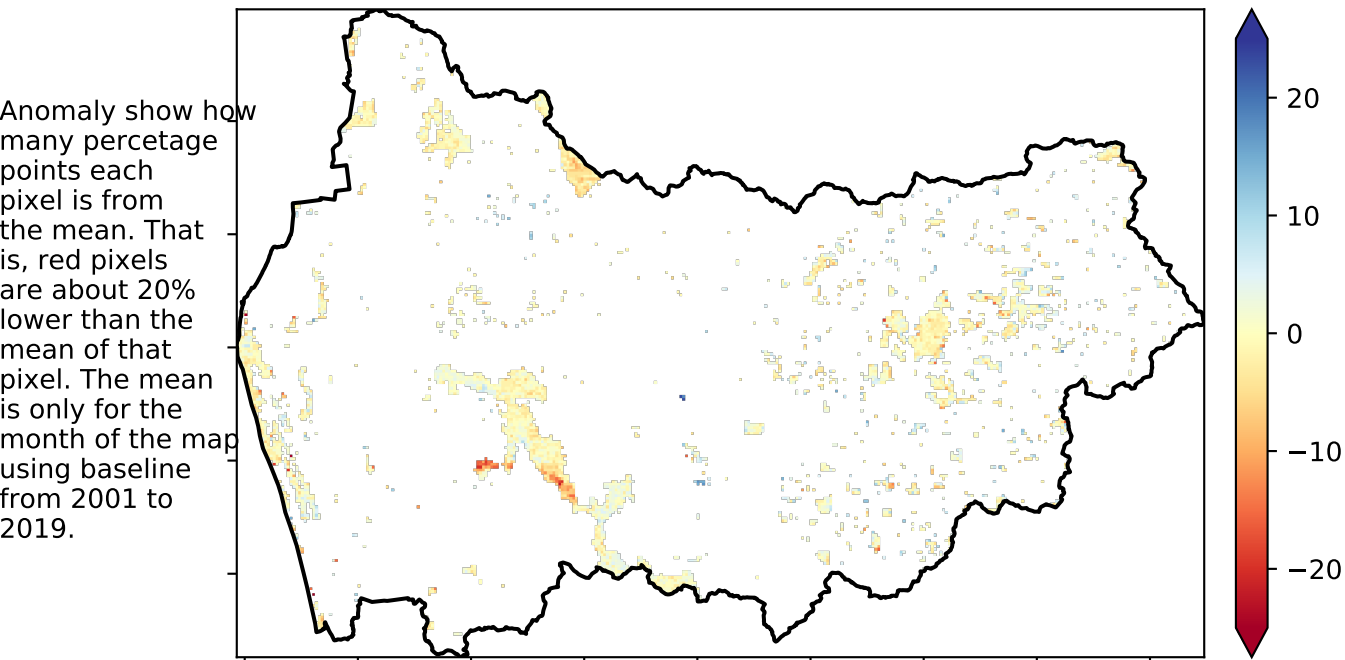 Anomaly show how
many percetage
points each
pixel is from
the mean. That
is, red pixels
are about 20%
lower than the
mean of that
pixel. The mean
is only for the
month of the map
using baseline
from 2001 to
2019.
20
10
0
−10
−20